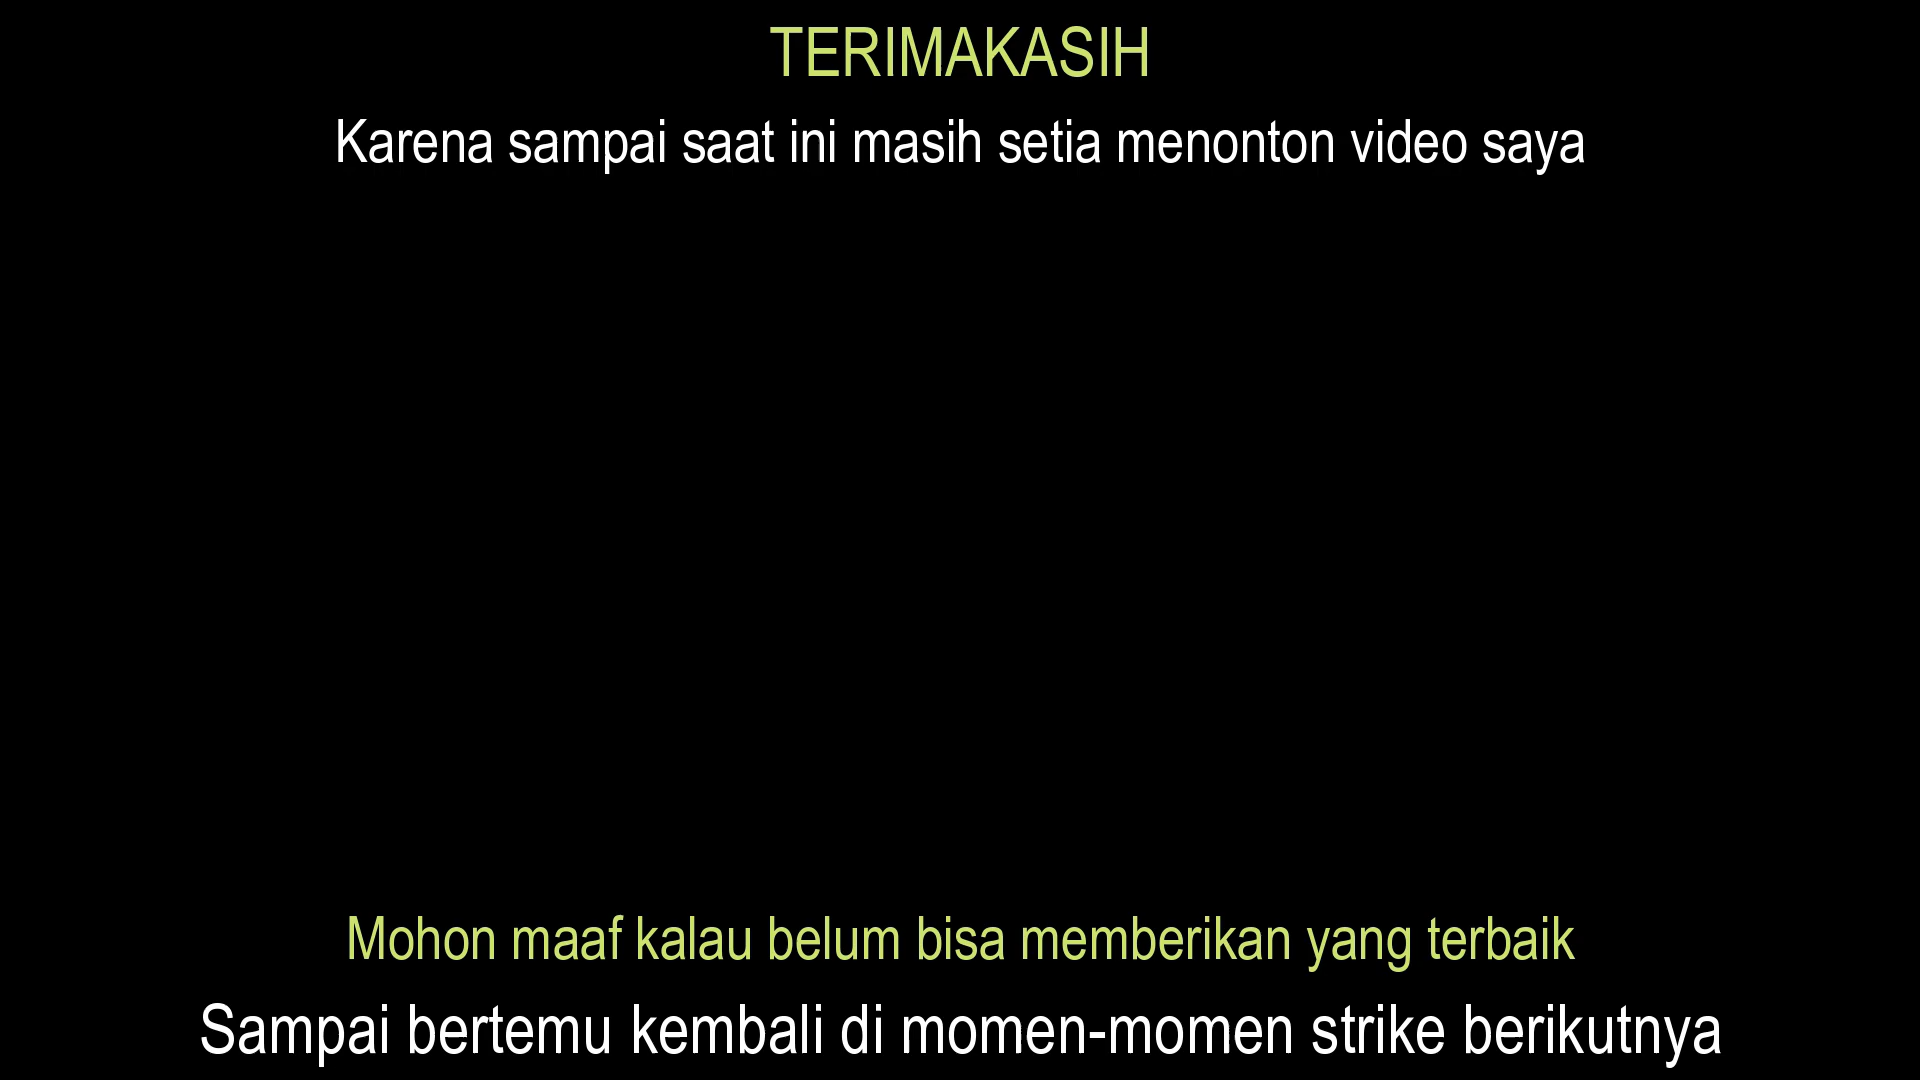 TERIMAKASIH
Karena sampai saat ini masih setia menonton video saya
Mohon maaf kalau belum bisa memberikan yang terbaik
Sampai bertemu kembali di momen-momen strike berikutnya